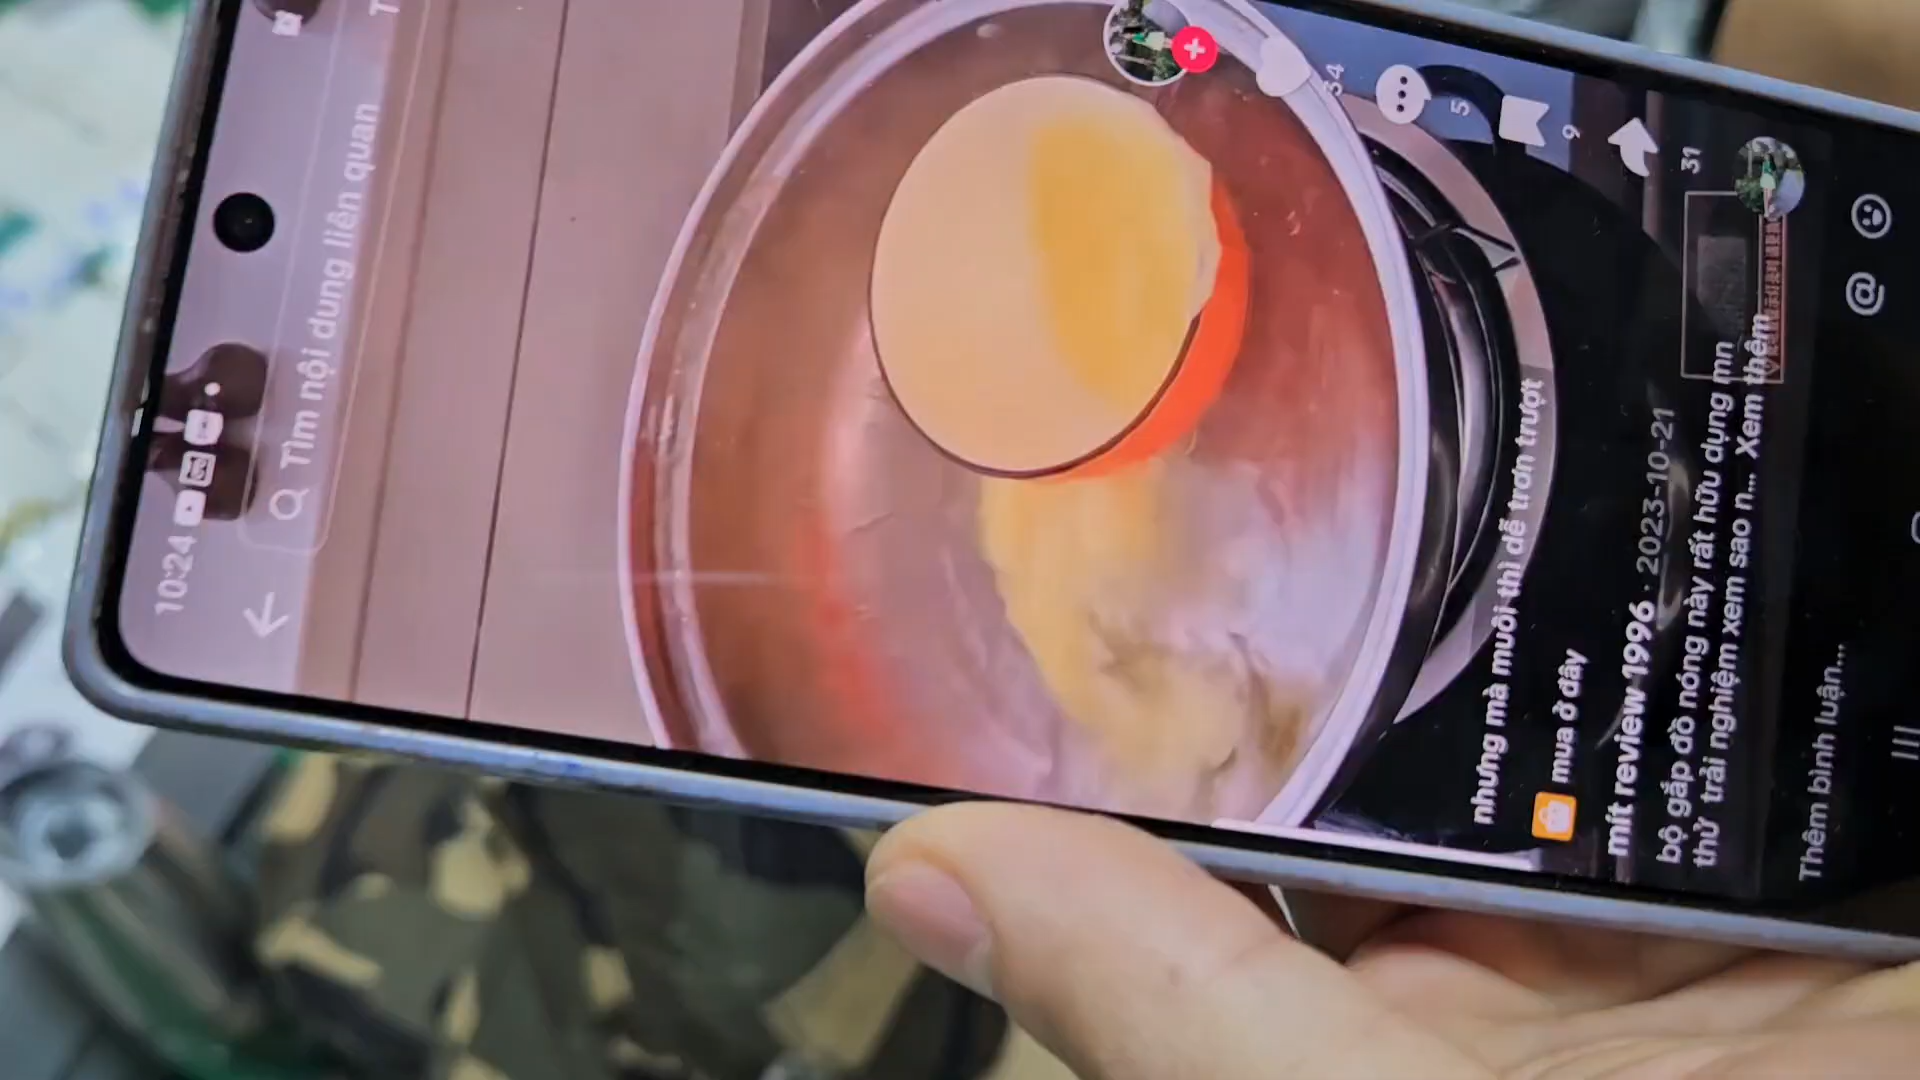 10:24
Tìm nội dung liên quan
34
5
9
31
nhưng mà muôi thì dễ trơn trượt
mua ở đây
mít review 1996 · 2023-10-21
bộ gắp đồ nóng này rất hữu dụng mn
thử trải nghiệm xem sao n... Xem thêm
Thêm bình luận...
@